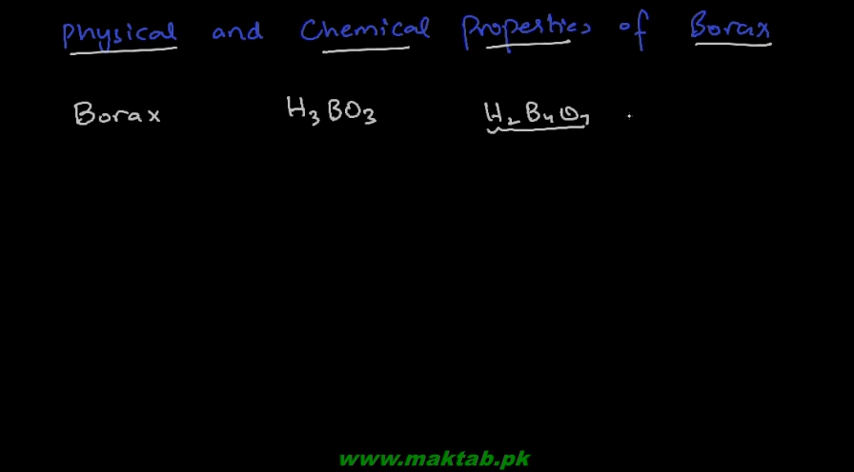 Physical and Chemical Properties of Borax
Borax H₃BO₃ H₂B₄O₇
www.maktab.pk